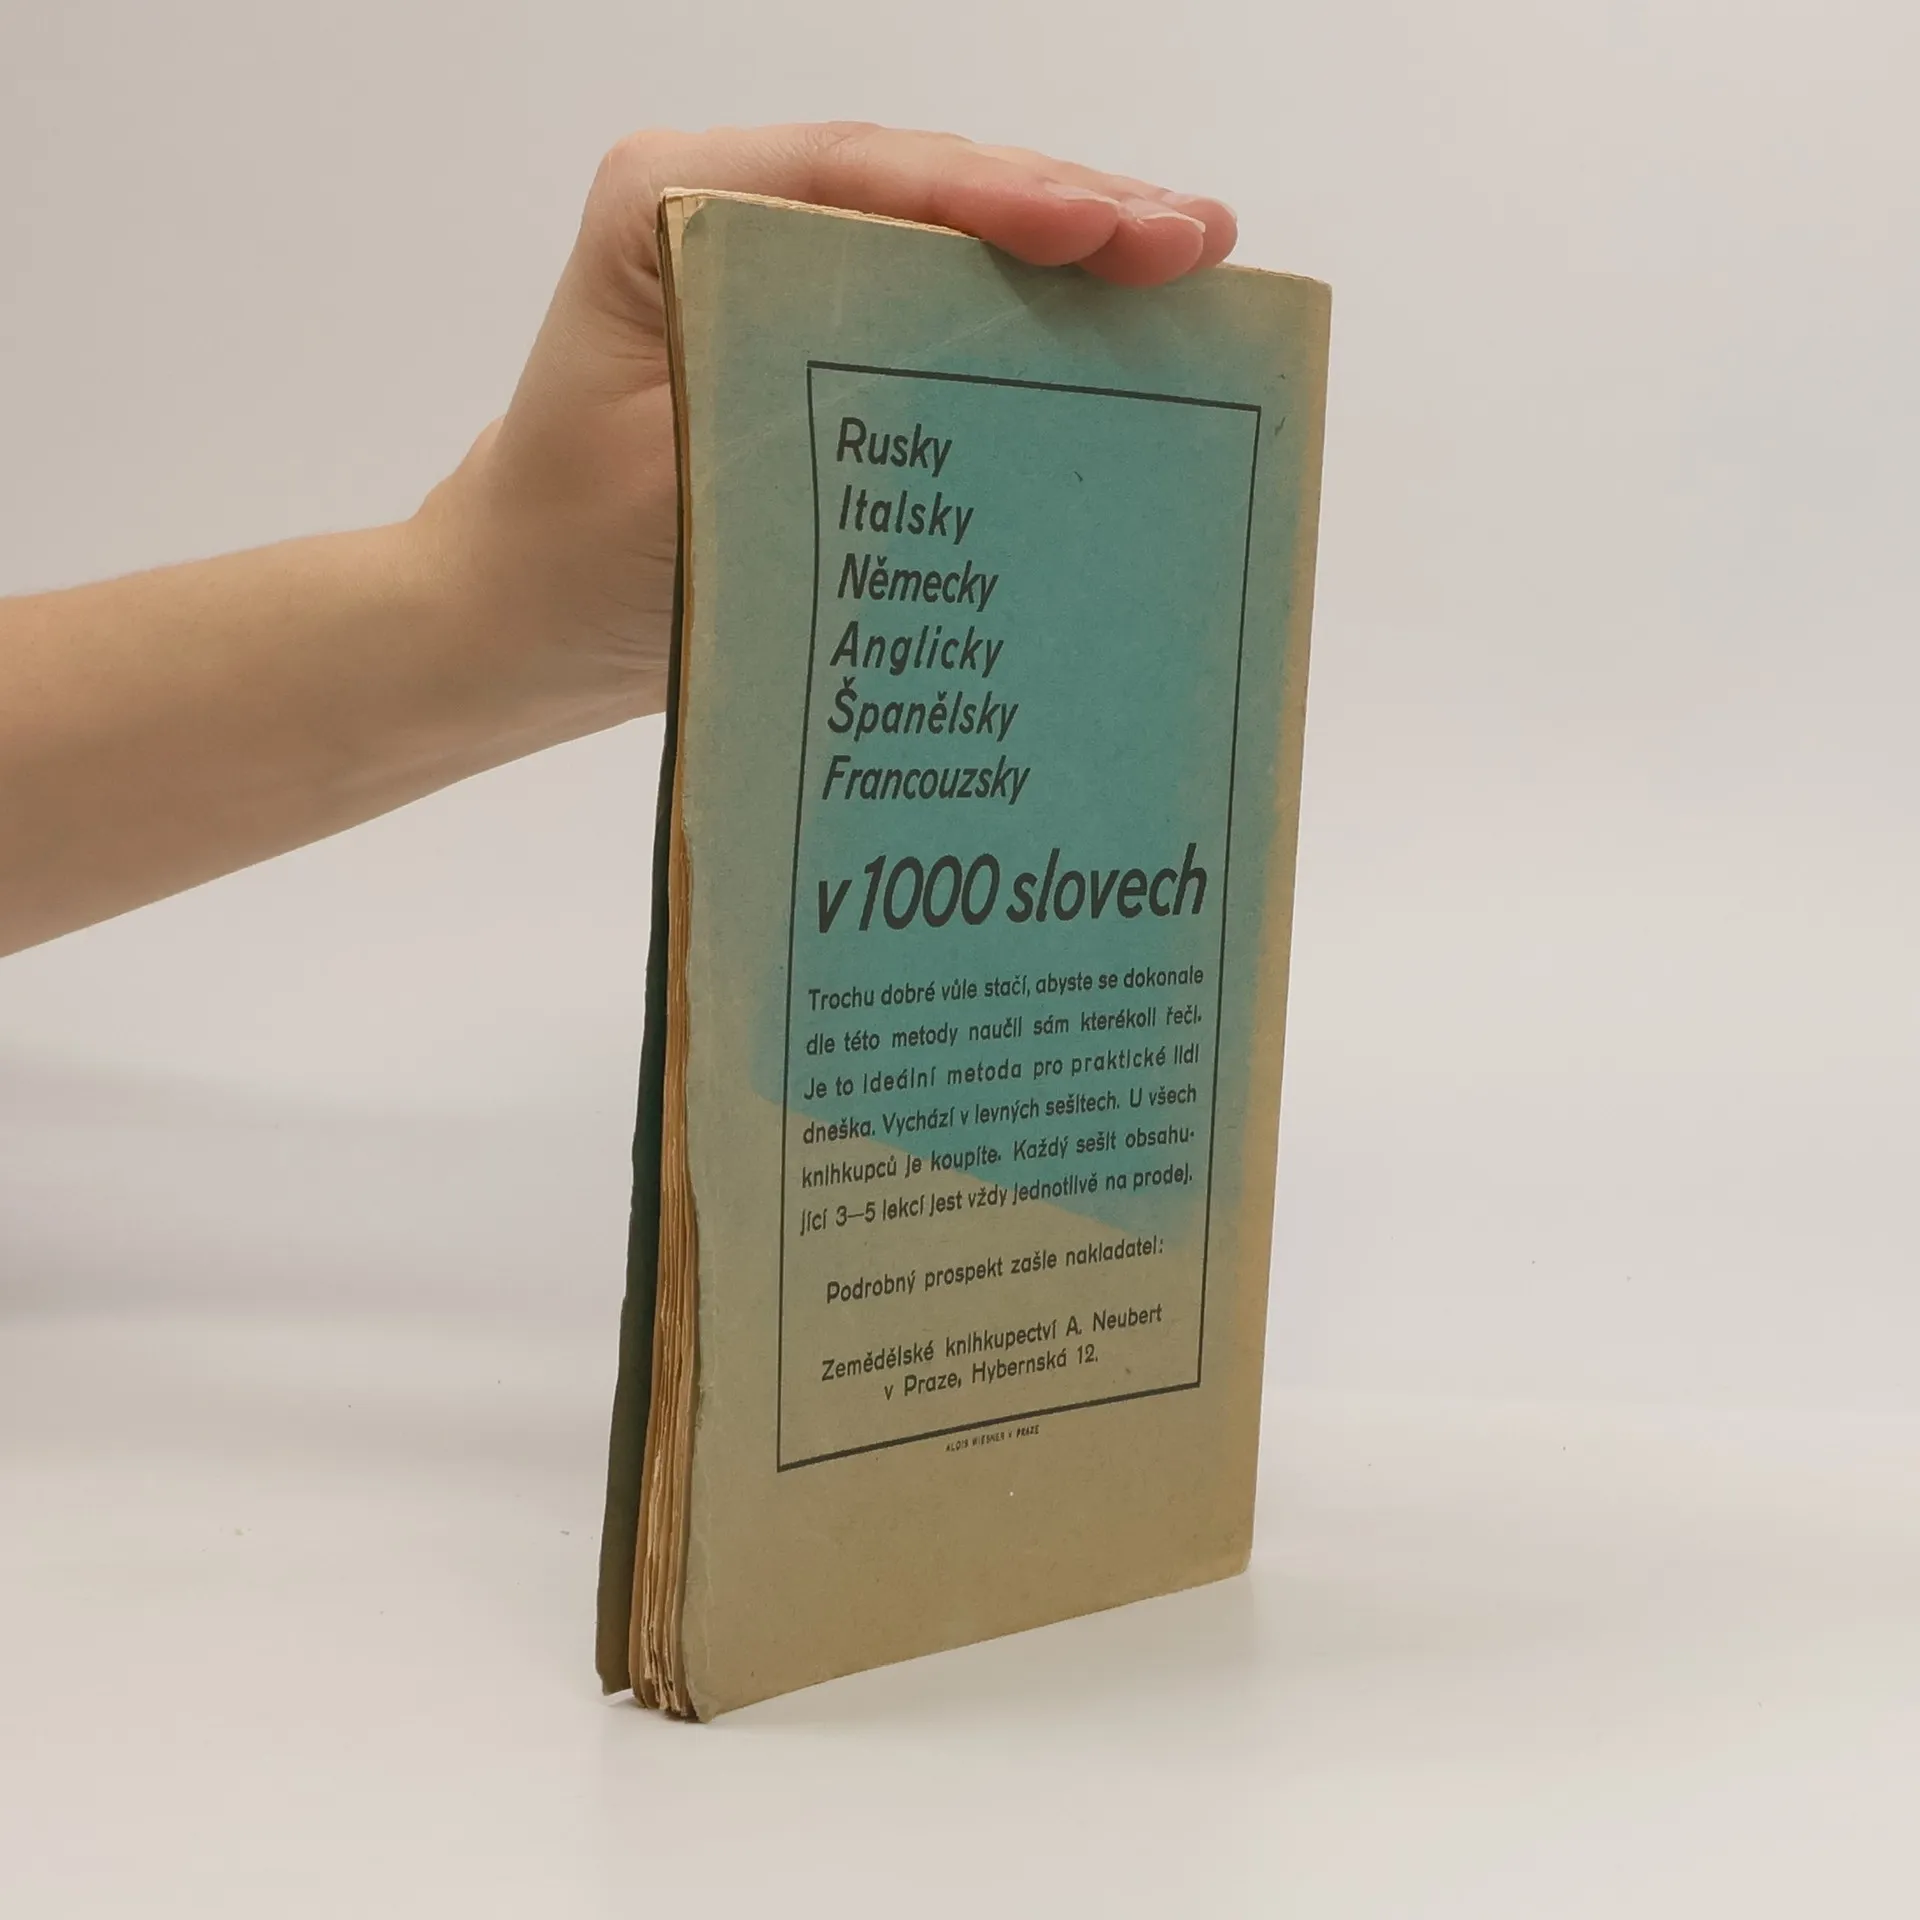 Rusky
Italsky
Německy
Anglicky
Španělsky
Francouzsky
v 1000 slovech
Trochu dobré vůle stačí, abyste se dokonale
dle této metody naučil sám kterékoli řeči.
Je to ideální metoda pro praktické lidi
dneška. Vychází v levných sešitech. U všech
knihkupců je koupíte. Každý sešit obsahu-
jící 3—5 lekcí jest vždy jednotlivě na prodej.
Podrobný prospekt zašle nakladatel:
Zemědělské knihkupectví A. Neubert
v Praze, Hybernská 12.
ALOIS WIESNER V PRAZE